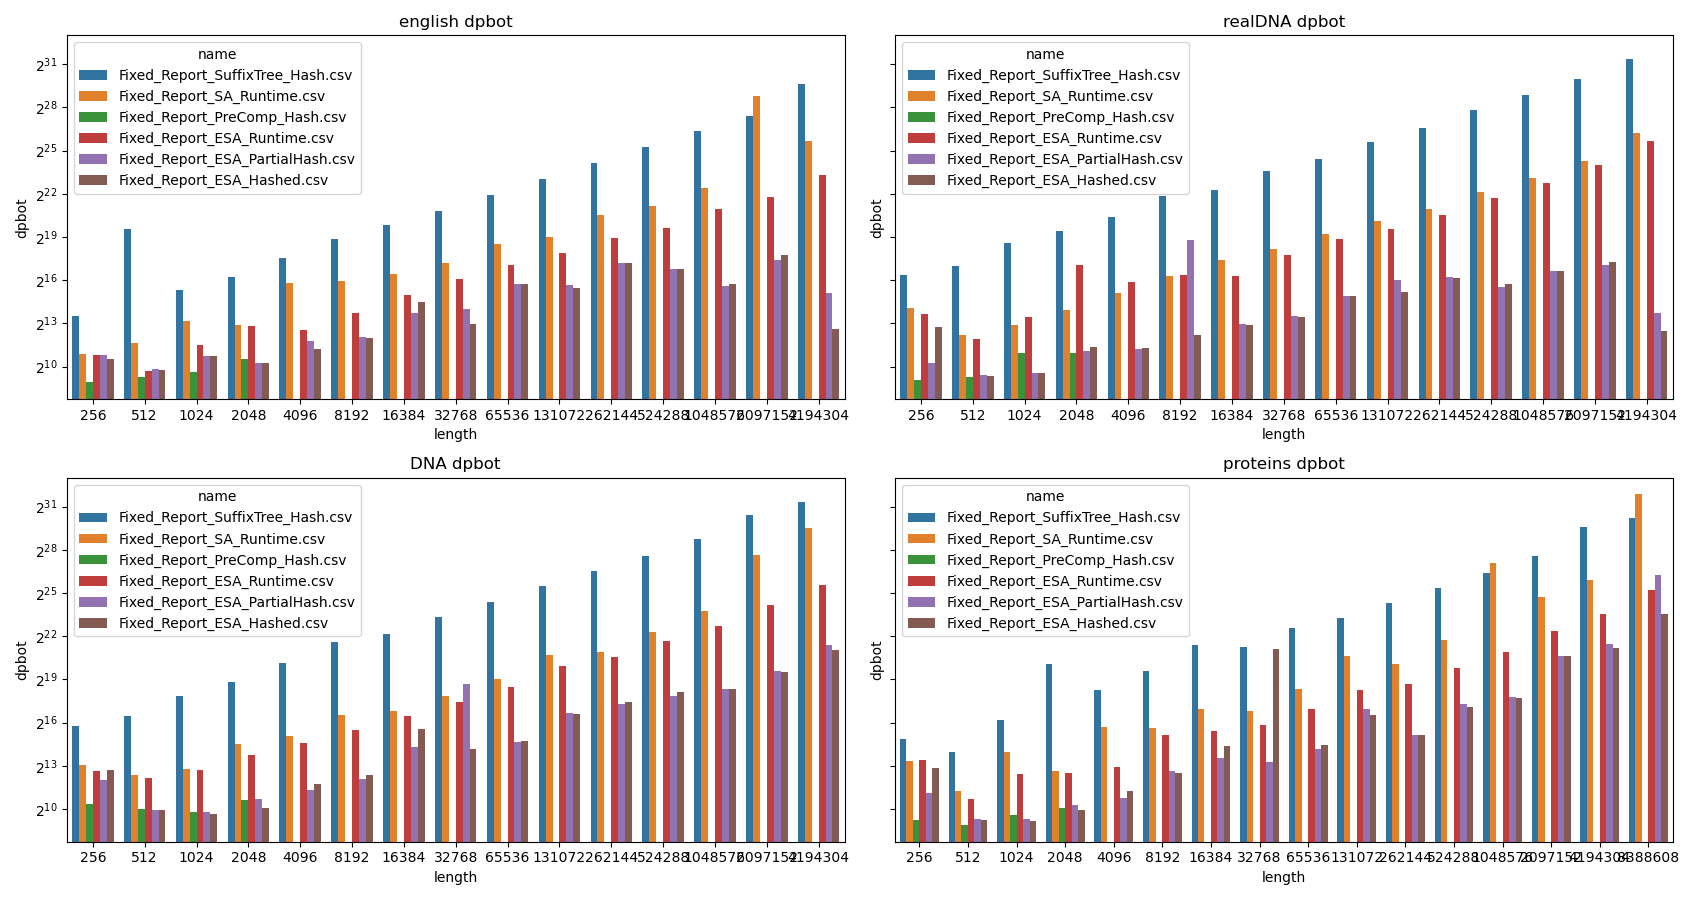 english dpbot
name
Fixed_Report_SuffixTree_Hash.csv
Fixed_Report_SA_Runtime.csv
Fixed_Report_PreComp_Hash.csv
Fixed_Report_ESA_Runtime.csv
Fixed_Report_ESA_PartialHash.csv
Fixed_Report_ESA_Hashed.csv
2^31
2^28
2^25
2^22
2^19
2^16
2^13
2^10
dpbot
256 512 1024 2048 4096 8192 16384 32768 65536 131072 262144 524288 1048576 2097152 4194304
length
realDNA dpbot
name
Fixed_Report_SuffixTree_Hash.csv
Fixed_Report_SA_Runtime.csv
Fixed_Report_PreComp_Hash.csv
Fixed_Report_ESA_Runtime.csv
Fixed_Report_ESA_PartialHash.csv
Fixed_Report_ESA_Hashed.csv
dpbot
256 512 1024 2048 4096 8192 16384 32768 65536 131072 262144 524288 1048576 2097152 4194304
length
DNA dpbot
name
Fixed_Report_SuffixTree_Hash.csv
Fixed_Report_SA_Runtime.csv
Fixed_Report_PreComp_Hash.csv
Fixed_Report_ESA_Runtime.csv
Fixed_Report_ESA_PartialHash.csv
Fixed_Report_ESA_Hashed.csv
2^31
2^28
2^25
2^22
2^19
2^16
2^13
2^10
dpbot
256 512 1024 2048 4096 8192 16384 32768 65536 131072 262144 524288 1048576 2097152 4194304
length
proteins dpbot
name
Fixed_Report_SuffixTree_Hash.csv
Fixed_Report_SA_Runtime.csv
Fixed_Report_PreComp_Hash.csv
Fixed_Report_ESA_Runtime.csv
Fixed_Report_ESA_PartialHash.csv
Fixed_Report_ESA_Hashed.csv
dpbot
256 512 1024 2048 4096 8192 16384 32768 65536 131072 262144 524288 1048576 2097152 4194304 8388608
length